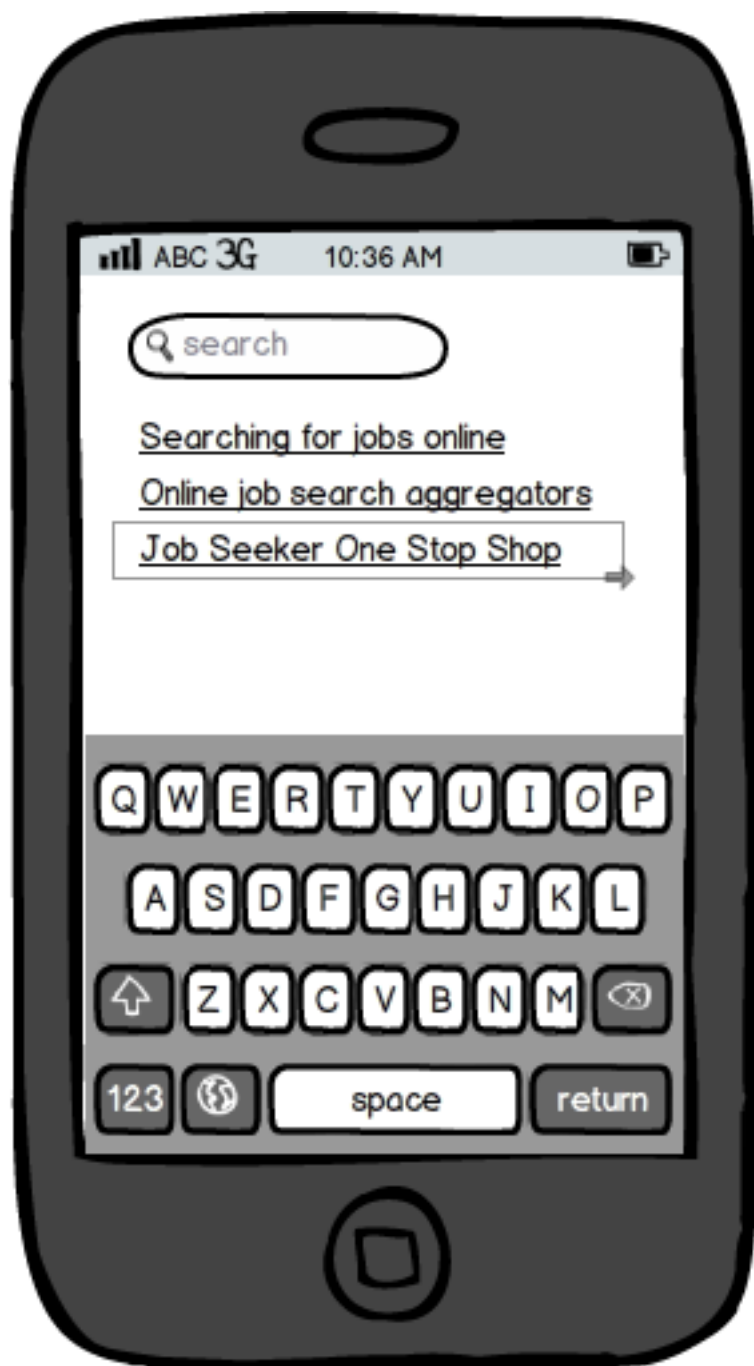 ABC 3G 10:36 AM
search
Searching for jobs online
Online job search aggregators
Job Seeker One Stop Shop
Q W E R T Y U I O P
A S D F G H J K L
Z X C V B N M
123 space return